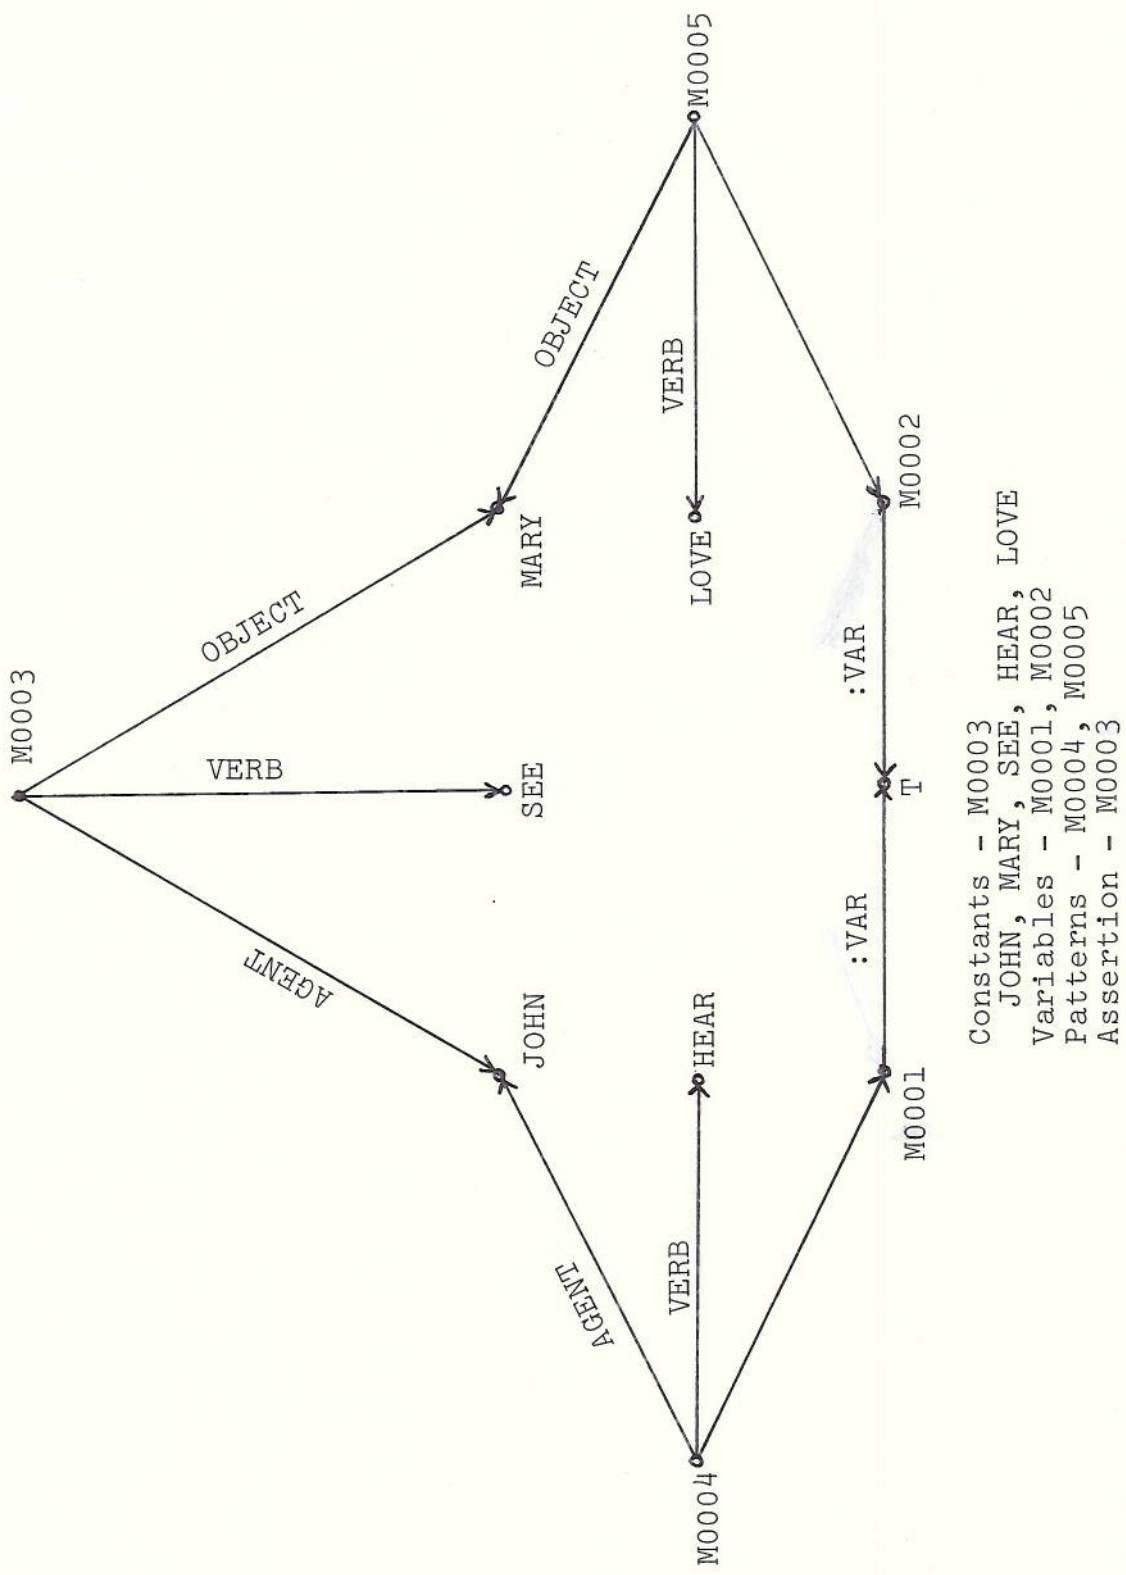 M0003
OBJECT
VERB
AGENT
MARY
SEE
JOHN
OBJECT
AGENT
M0005
VERB
LOVE
HEAR
VERB
M0004
M0002
:VAR
T
:VAR
M0001
Constants – M0003
JOHN, MARY, SEE, HEAR, LOVE
Variables – M0001, M0002
Patterns – M0004, M0005
Assertion – M0003